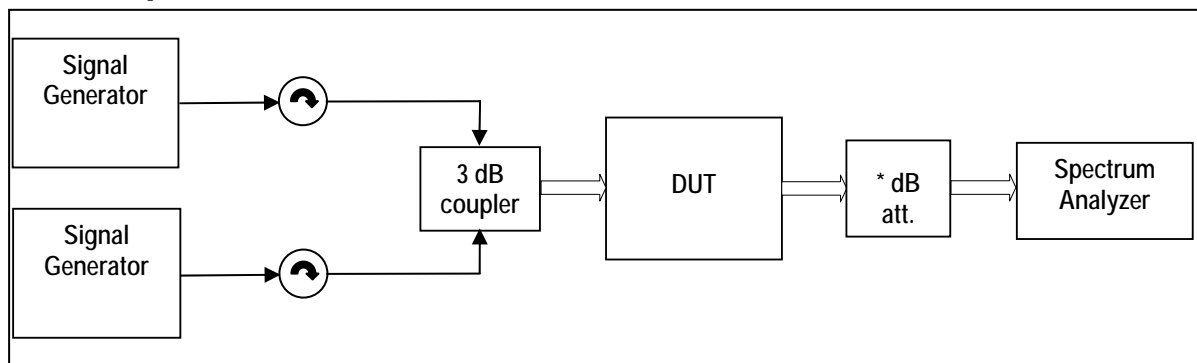 Signal
Generator
3 dB
coupler
DUT
* dB
att.
Spectrum
Analyzer
Signal
Generator